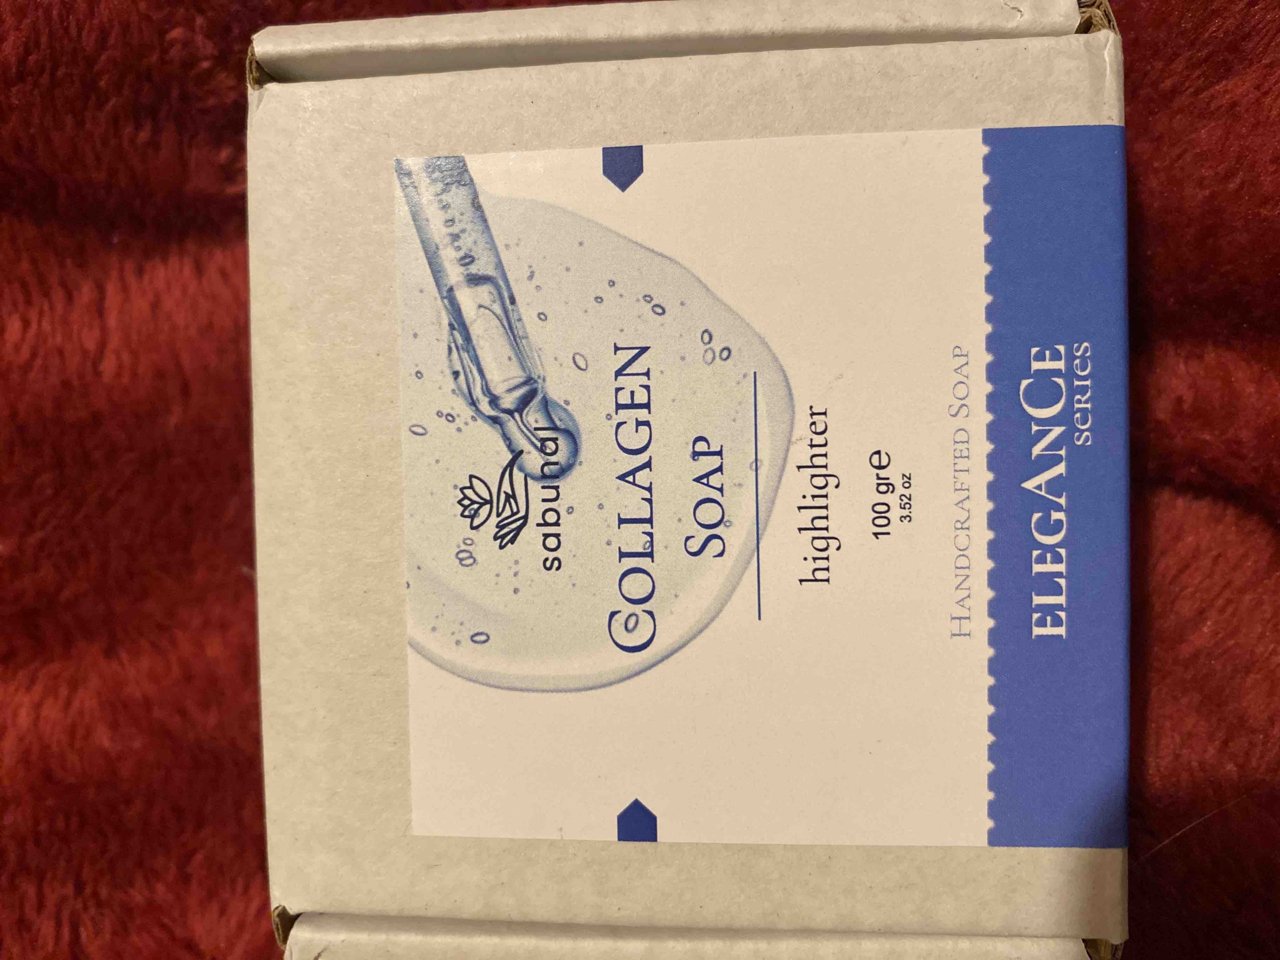 sabunal
COLLAGEN
SOAP
highlighter
100 gre
3.52 oz
HANDCRAFTED SOAP
ELEGANCE
SERIES